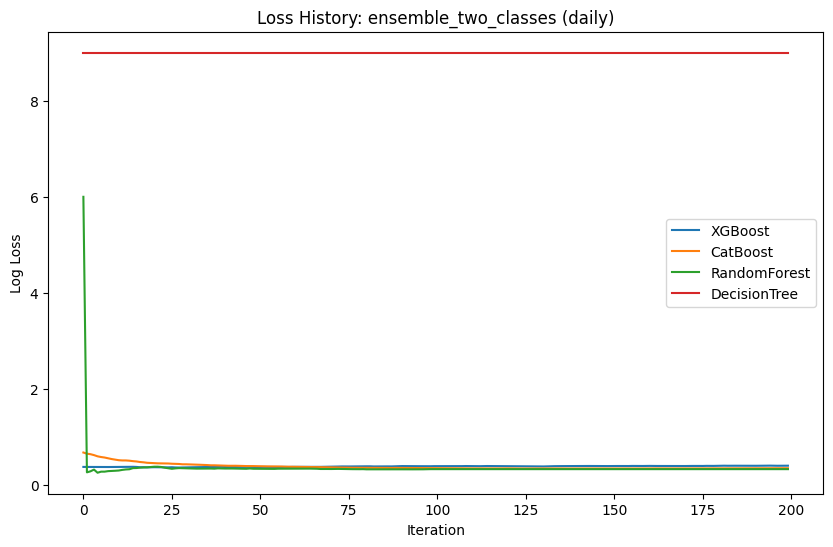 Loss History: ensemble_two_classes (daily)
Log Loss
8
6
4
2
0
XGBoost
CatBoost
RandomForest
DecisionTree
0 25 50 75 100 125 150 175 200
Iteration